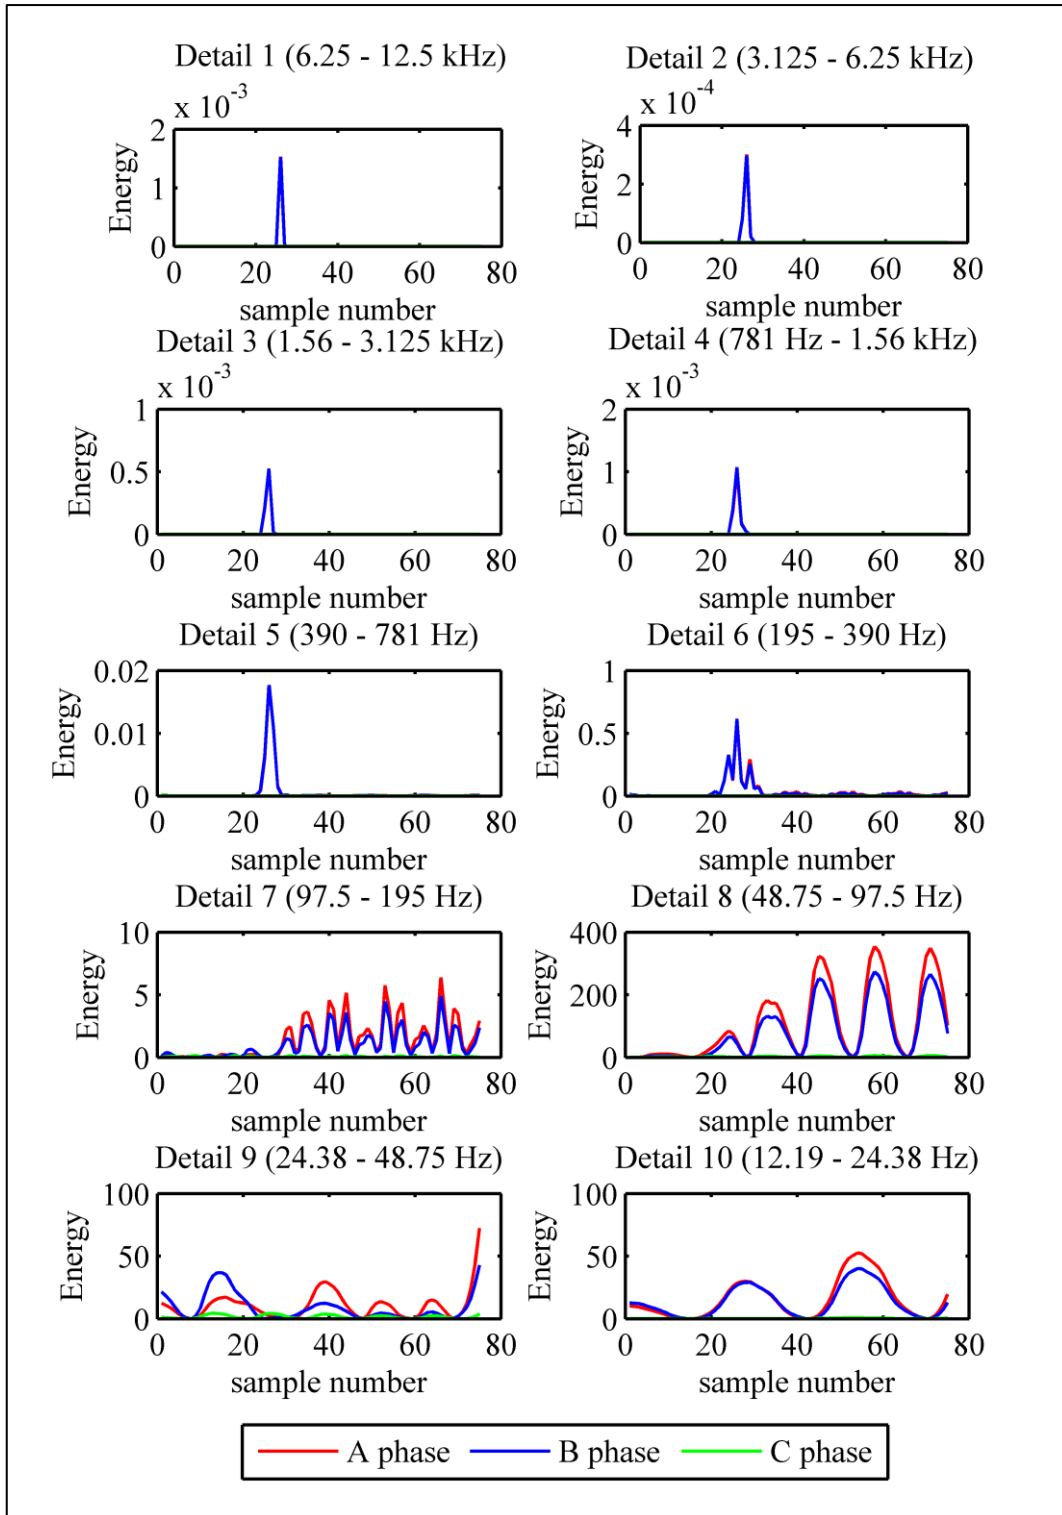 Detail 1 (6.25 - 12.5 kHz)
x 10-3
2
1
0
Energy
0 20 40 60 80
sample number
Detail 2 (3.125 - 6.25 kHz)
x 10-4
4
2
0
Energy
0 20 40 60 80
sample number
Detail 3 (1.56 - 3.125 kHz)
x 10-3
1
0.5
0
Energy
0 20 40 60 80
sample number
Detail 4 (781 Hz - 1.56 kHz)
x 10-3
2
1
0
Energy
0 20 40 60 80
sample number
Detail 5 (390 - 781 Hz)
0.02
0.01
0
Energy
0 20 40 60 80
sample number
Detail 6 (195 - 390 Hz)
1
0.5
0
Energy
0 20 40 60 80
sample number
Detail 7 (97.5 - 195 Hz)
10
5
0
Energy
0 20 40 60 80
sample number
Detail 8 (48.75 - 97.5 Hz)
400
200
0
Energy
0 20 40 60 80
sample number
Detail 9 (24.38 - 48.75 Hz)
100
50
0
Energy
0 20 40 60 80
sample number
Detail 10 (12.19 - 24.38 Hz)
100
50
0
Energy
0 20 40 60 80
sample number
A phase B phase C phase